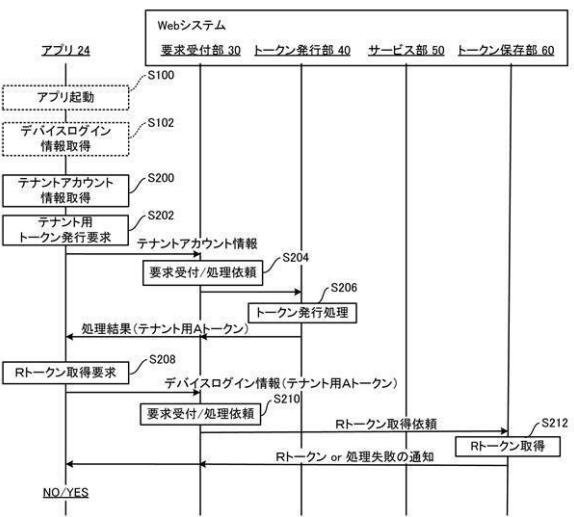 Webシステム
アプリ 24
要求受付部 30
トークン発行部 40
サービス部 50
トークン保存部 60
S100
アプリ起動
S102
デバイスログイン
情報取得
S200
テナントアカウント
情報取得
S202
テナント用
トークン発行要求
テナントアカウント情報
S204
要求受付/処理依頼
S206
トークン発行処理
処理結果(テナント用Aトークン)
S208
Rトークン取得要求
デバイスログイン情報(テナント用Aトークン)
S210
要求受付/処理依頼
Rトークン取得依頼
S212
Rトークン取得
Rトークン or 処理失敗の通知
NO/YES